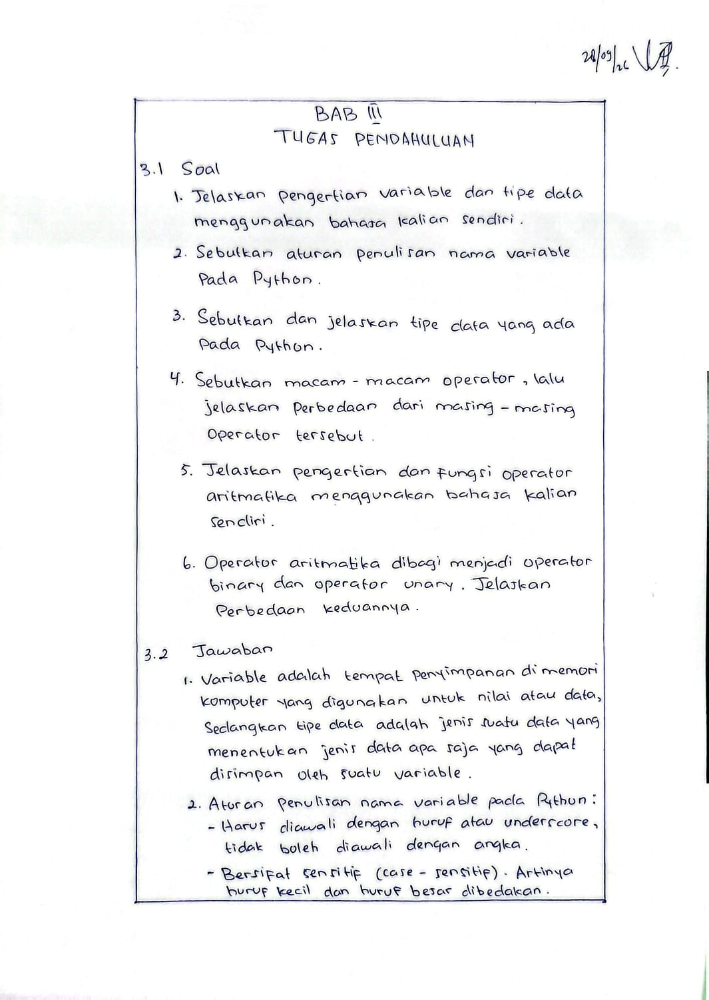 28/09/26
BAB III
TUGAS PENDAHULUAN
3.1 Soal
1. Jelaskan pengertian variable dan tipe data
menggunakan bahasa kalian sendiri.
2. Sebutkan aturan penulisan nama variable
Pada Python.
3. Sebutkan dan jelaskan tipe data yang ada
Pada Python.
4. Sebutkan macam - macam operator, lalu
jelaskan Perbedaan dari masing - masing
Operator tersebut.
5. Jelaskan pengertian dan fungsi operator
aritmatika menggunakan bahasa kalian
sendiri.
6. Operator aritmatika dibagi menjadi operator
binary dan operator unary. Jelaskan
Perbedaan keduannya.
3.2 Jawaban
1. Variable adalah tempat penyimpanan di memori
komputer yang digunakan untuk nilai atau data,
Sedangkan tipe data adalah jenis suatu data yang
menentukan jenis data apa saja yang dapat
disimpan oleh suatu variable.
2. Aturan penulisan nama variable pada Python:
- Harus diawali dengan huruf atau underscore,
tidak boleh diawali dengan angka.
- Bersifat sensitif (case - sensitif). Artinya
huruf kecil dan huruf besar dibedakan.